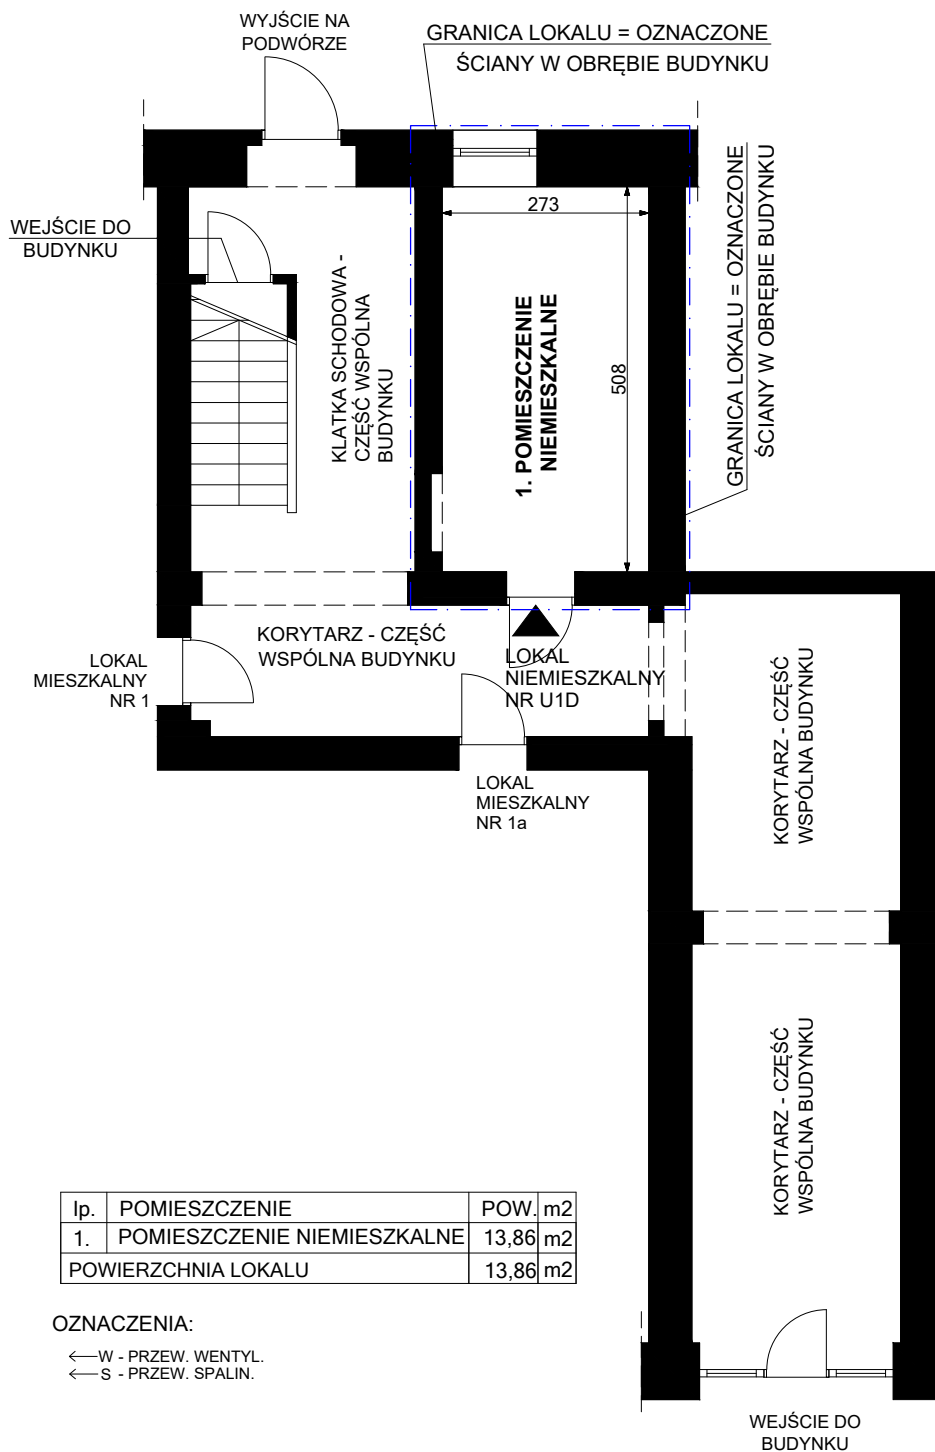 WYJŚCIE NA
PODWÓRZE
GRANICA LOKALU = OZNACZONE
ŚCIANY W OBRĘBIE BUDYNKU
GRANICA LOKALU = OZNACZONE
ŚCIANY W OBRĘBIE BUDYNKU
WEJŚCIE DO
BUDYNKU
273
508
KLATKA SCHODOWA -
CZĘŚĆ WSPÓLNA
BUDYNKU
1. POMIESZCZENIE
NIEMIESZKALNE
KORYTARZ - CZĘŚĆ
WSPÓLNA BUDYNKU
LOKAL
MIESZKALNY
NR 1
LOKAL
NIEMIESZKALNY
NR U1D
LOKAL
MIESZKALNY
NR 1a
KORYTARZ - CZĘŚĆ
WSPÓLNA BUDYNKU
KORYTARZ - CZĘŚĆ
WSPÓLNA BUDYNKU
lp. POMIESZCZENIE POW. m2
1. POMIESZCZENIE NIEMIESZKALNE 13,86 m2
POWIERZCHNIA LOKALU 13,86 m2
OZNACZENIA:
W - PRZEW. WENTYL.
S - PRZEW. SPALIN.
WEJŚCIE DO
BUDYNKU